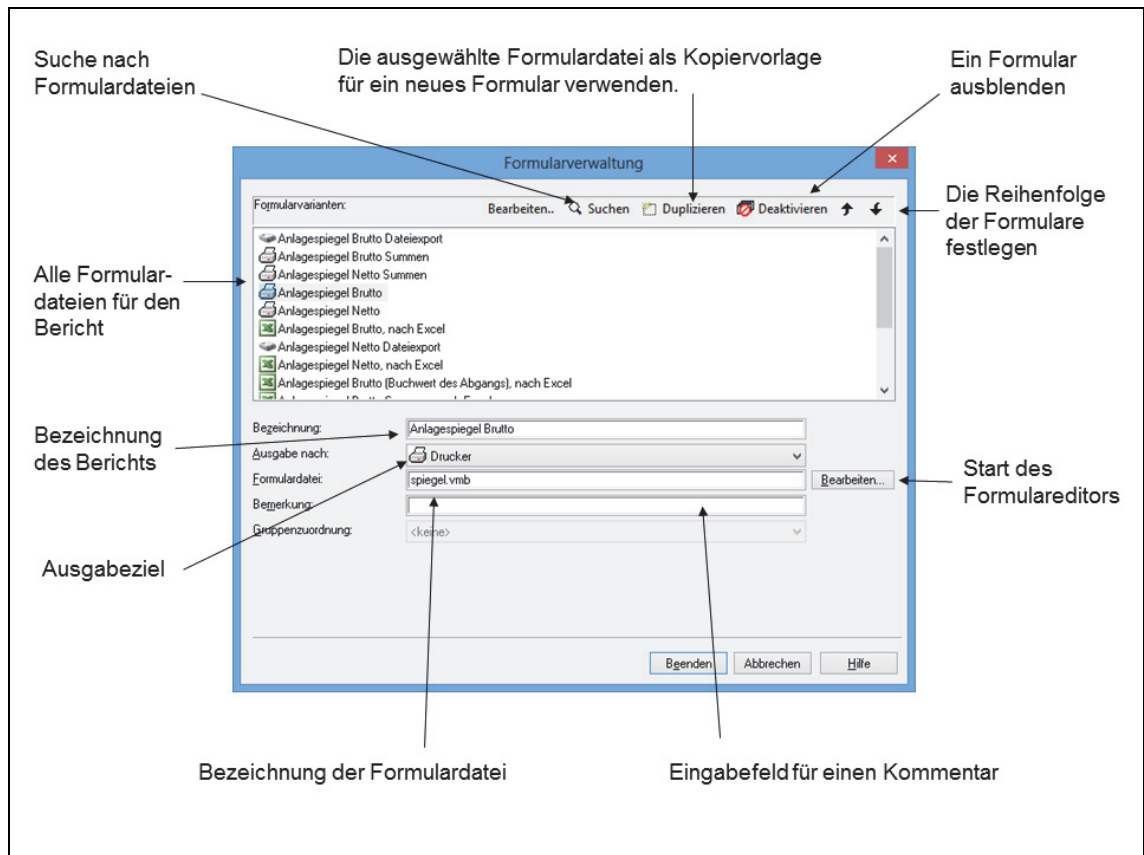 Suche nach
Formulardateien
Die ausgewählte Formulardatei als Kopiervorlage
für ein neues Formular verwenden.
Ein Formular
ausblenden
Formularverwaltung
Formularvarianten:
Bearbeiten.. Suchen Duplizieren Deaktivieren
Die Reihenfolge
der Formulare
festlegen
Alle Formular-
dateien für den
Bericht
Anlagespiegel Brutto Dateiexport
Anlagespiegel Brutto Summen
Anlagespiegel Netto Summen
Anlagespiegel Brutto
Anlagespiegel Netto
Anlagespiegel Brutto, nach Excel
Anlagespiegel Netto Dateiexport
Anlagespiegel Netto, nach Excel
Anlagespiegel Brutto (Buchwert des Abgangs), nach Excel
Bezeichnung
des Berichts
Bezeichnung: Anlagespiegel Brutto
Ausgabe nach: Drucker
Formulardatei: spiegel.vmb Bearbeiten...
Bemerkung:
Gruppenzuordnung: <keine>
Start des
Formulareditors
Ausgabeziel
Beenden Abbrechen Hilfe
Bezeichnung der Formulardatei
Eingabefeld für einen Kommentar